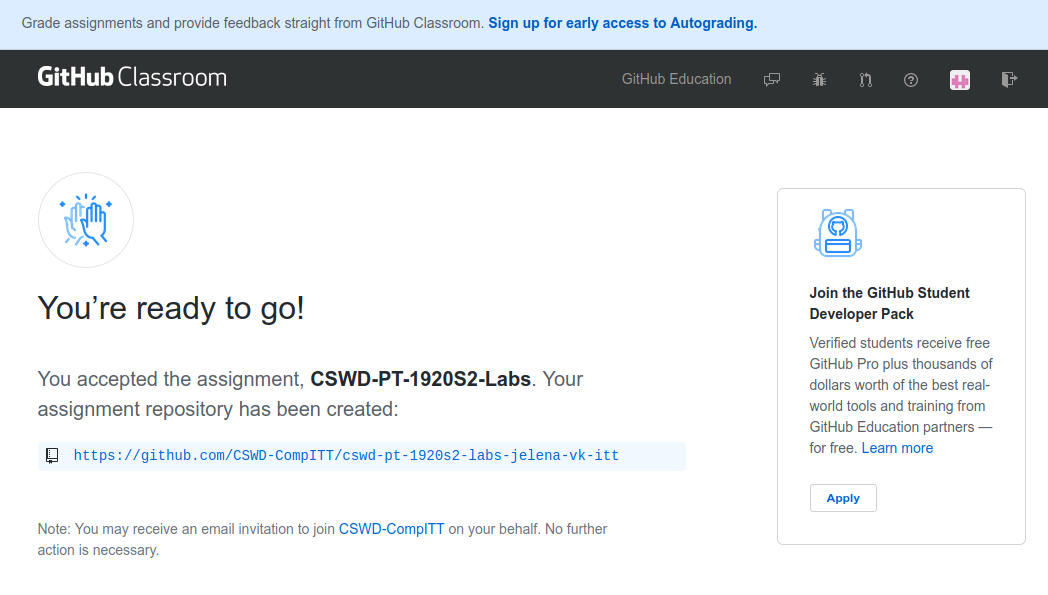 Grade assignments and provide feedback straight from GitHub Classroom. Sign up for early access to Autograding.
GitHub Classroom
GitHub Education
You’re ready to go!
You accepted the assignment, CSWD-PT-1920S2-Labs. Your
assignment repository has been created:
https://github.com/CSWD-CompITT/cswd-pt-1920s2-labs-jelena-vk-itt
Note: You may receive an email invitation to join CSWD-CompITT on your behalf. No further
action is necessary.
Join the GitHub Student
Developer Pack
Verified students receive free
GitHub Pro plus thousands of
dollars worth of the best real-
world tools and training from
GitHub Education partners —
for free. Learn more
Apply